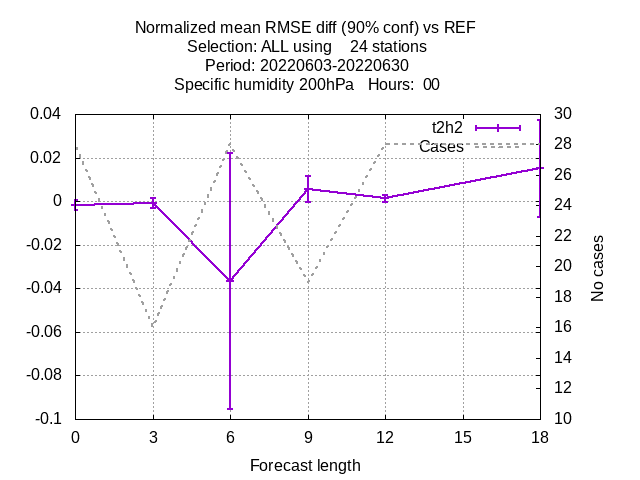 Normalized mean RMSE diff (90% conf) vs REF
Selection: ALL using    24 stations
Period: 20220603-20220630
Specific humidity 200hPa   Hours:  00
0.04
0.02
0
-0.02
-0.04
-0.06
-0.08
-0.1
t2h2
Cases
30
28
26
24
22
20
18
16
14
12
10
No cases
0 3 6 9 12 15 18
Forecast length